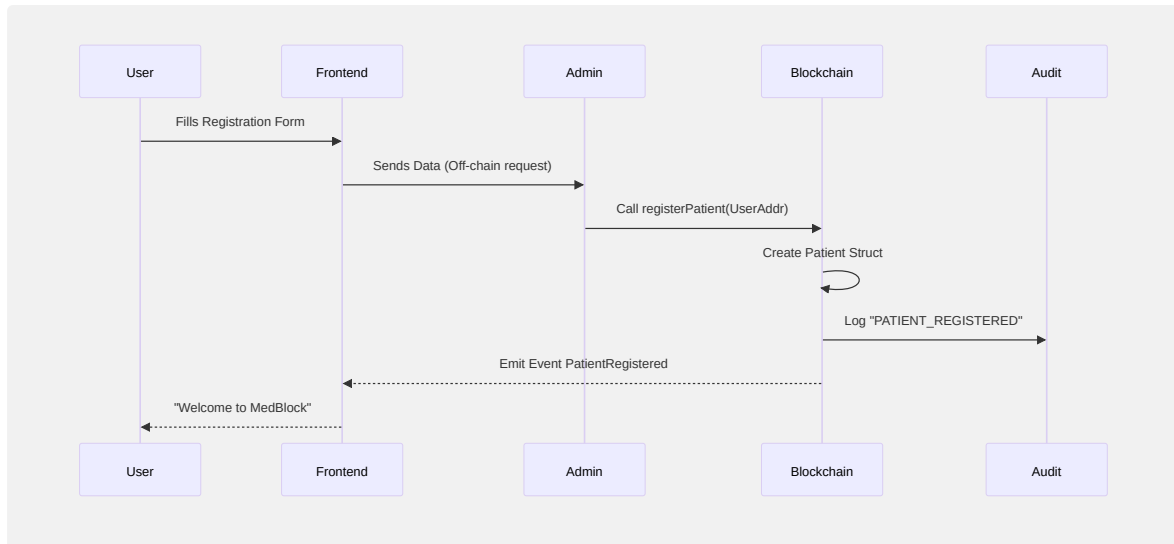 User
Frontend
Admin
Blockchain
Audit
Fills Registration Form
Sends Data (Off-chain request)
Call registerPatient(UserAddr)
Create Patient Struct
Log "PATIENT_REGISTERED"
Emit Event PatientRegistered
"Welcome to MedBlock"
User
Frontend
Admin
Blockchain
Audit